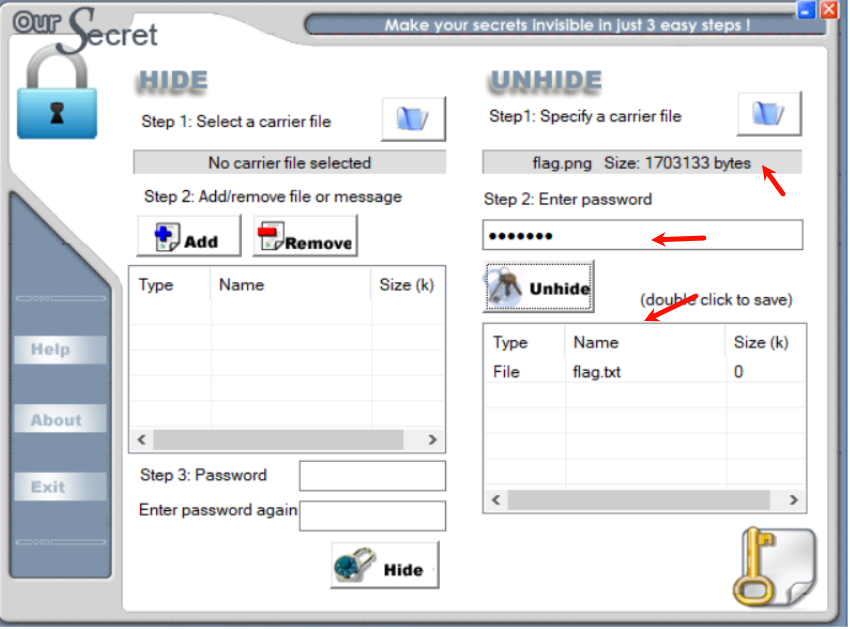 Our Secret
Make your secrets invisible in just 3 easy steps !
HIDE
Step 1: Select a carrier file
No carrier file selected
Step 2: Add/remove file or message
Add
Remove
Type Name Size (k)
Step 3: Password
Enter password again
Hide
UNHIDE
Step1: Specify a carrier file
flag.png Size: 1703133 bytes
Step 2: Enter password
•••••••
Unhide
(double click to save)
Type Name Size (k)
File flag.txt 0
Help
About
Exit